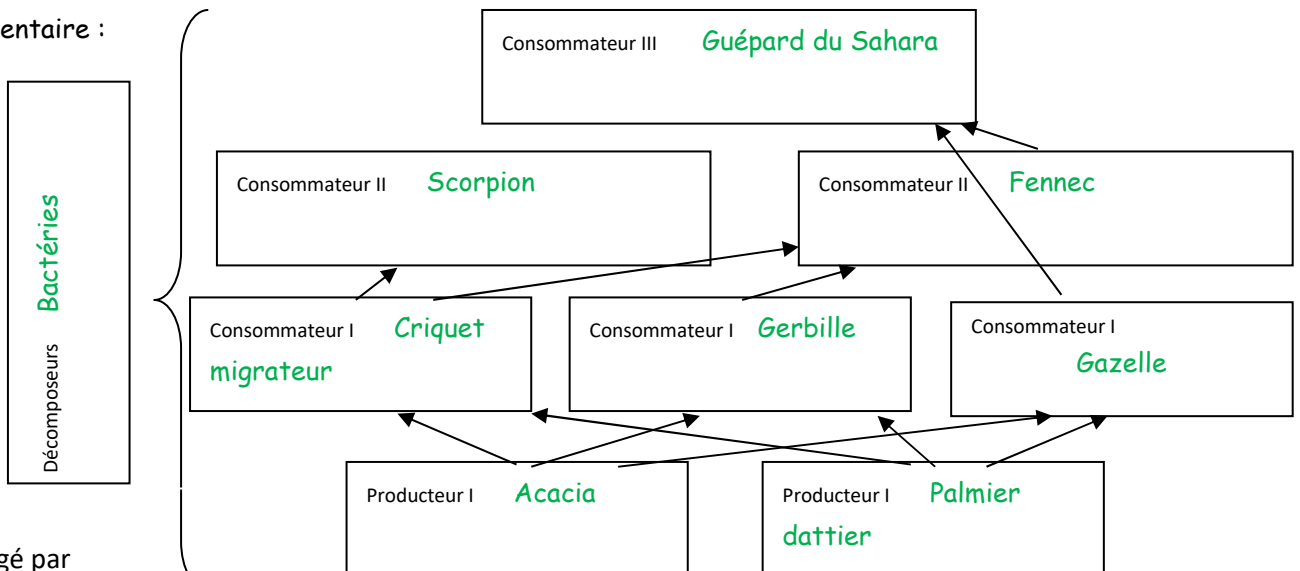 entaire :
Consommateur III Guépard du Sahara
Consommateur II Scorpion
Consommateur II Fennec
Décomposeurs Bactéries
Consommateur I Criquet
migrateur
Consommateur I Gerbille
Consommateur I
Gazelle
Producteur I Acacia
Producteur I Palmier
dattier
gé par